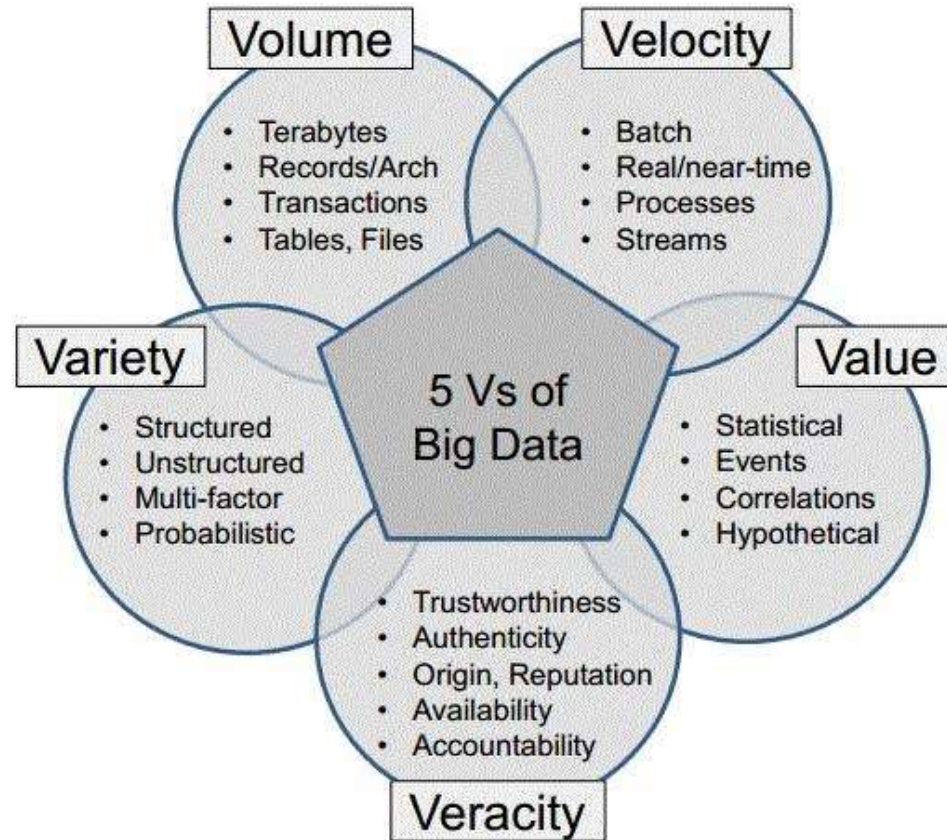 Volume
• Terabytes
• Records/Arch
• Transactions
• Tables, Files
Velocity
• Batch
• Real/near-time
• Processes
• Streams
Variety
• Structured
• Unstructured
• Multi-factor
• Probabilistic
5 Vs of
Big Data
Value
• Statistical
• Events
• Correlations
• Hypothetical
• Trustworthiness
• Authenticity
• Origin, Reputation
• Availability
• Accountability
Veracity